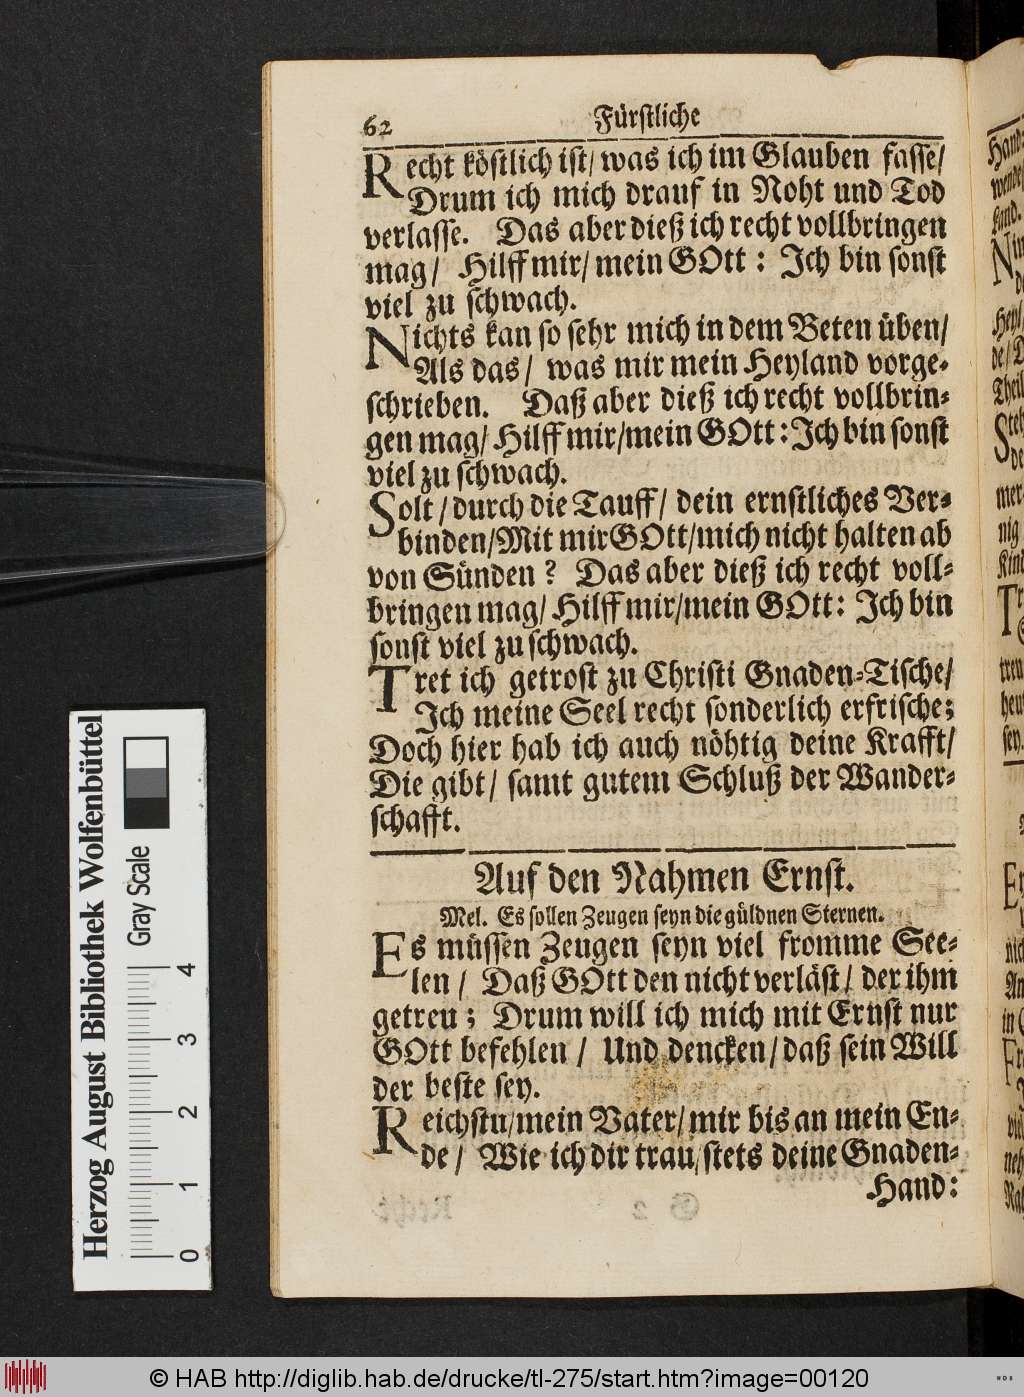 62 Fürstliche
Recht köstlich ist/ was ich im Glauben fasse/
Drum ich mich drauf in Noht und Tod
verlasse. Das aber dieß ich recht vollbringen
mag/ Hilff mir/ mein GOtt: Ich bin sonst
viel zu schwach.
Nichts kan so sehr mich in dem Beten üben/
Als das/ was mir mein Heyland vorge-
schrieben. Daß aber dieß ich recht vollbrin-
gen mag/ Hilff mir/ mein GOtt: Ich bin sonst
viel zu schwach.
Solt/ durch die Tauff/ dein ernstliches Ver-
binden/ Mit mir GOtt/ mich nicht halten ab
von Sünden? Das aber dieß ich recht voll-
bringen mag/ Hilff mir/ mein GOtt: Ich bin
sonst viel zu schwach.
Tret ich getrost zu Christi Gnaden-Tische/
Ich meine Seel recht sonderlich erfrische;
Doch hier hab ich auch nöhtig deine Krafft/
Die gibt/ samt gutem Schluß der Wander-
schafft.
Auf den Nahmen Ernst.
Mel. Es sollen Zeugen seyn die güldnen Sternen.
Es müssen Zeugen seyn viel fromme See-
len/ Daß GOtt den nicht verläst/ der ihm
getreu; Drum will ich mich mit Ernst nur
GOtt befehlen/ Und dencken/ daß sein Will
der beste sey.
Reichstu/ mein Vater/ mir bis an mein En-
de/ Wie ich dir trau/ stets deine Gnaden-
Hand:
Herzog August Bibliothek Wolfenbüttel
Gray Scale
0 1 2 3 4
© HAB http://diglib.hab.de/drucke/tl-275/start.htm?image=00120